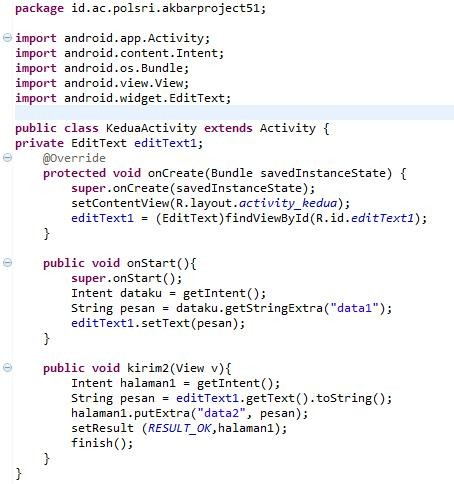 package id.ac.polsri.akbarproject51;
import android.app.Activity;
import android.content.Intent;
import android.os.Bundle;
import android.view.View;
import android.widget.EditText;
public class KeduaActivity extends Activity {
private EditText editText1;
@Override
protected void onCreate(Bundle savedInstanceState) {
super.onCreate(savedInstanceState);
setContentView(R.layout.activity_kedua);
editText1 = (EditText)findViewById(R.id.editText1);
}
public void onStart(){
super.onStart();
Intent dataku = getIntent();
String pesan = dataku.getStringExtra("data1");
editText1.setText(pesan);
}
public void kirim2(View v){
Intent halaman1 = getIntent();
String pesan = editText1.getText().toString();
halaman1.putExtra("data2", pesan);
setResult (RESULT_OK,halaman1);
finish();
}
}